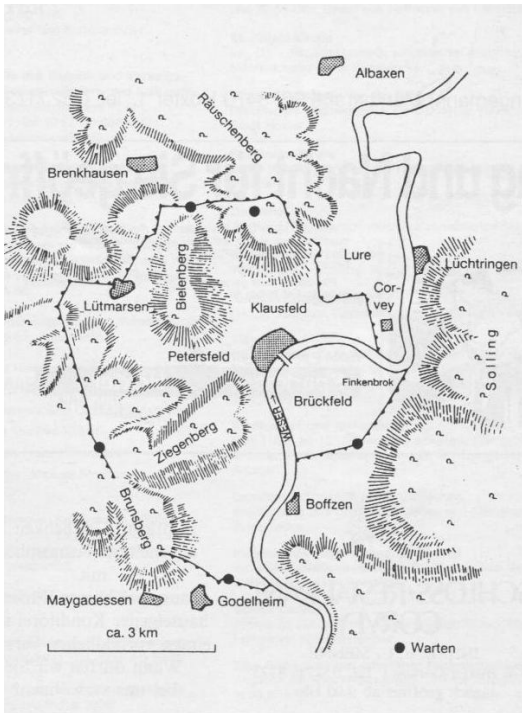 Albaxen
Räuschenberg
Brenkhausen
Lure
Lüchtringen
Bielenberg
Lütmarsen
Cor-
vey
Klausfeld
Solling
Petersfeld
Finkenbrok
Brückfeld
WESER
Ziegenberg
Boffzen
Brunsberg
Maygadessen
Godelheim
ca. 3 km
Warten